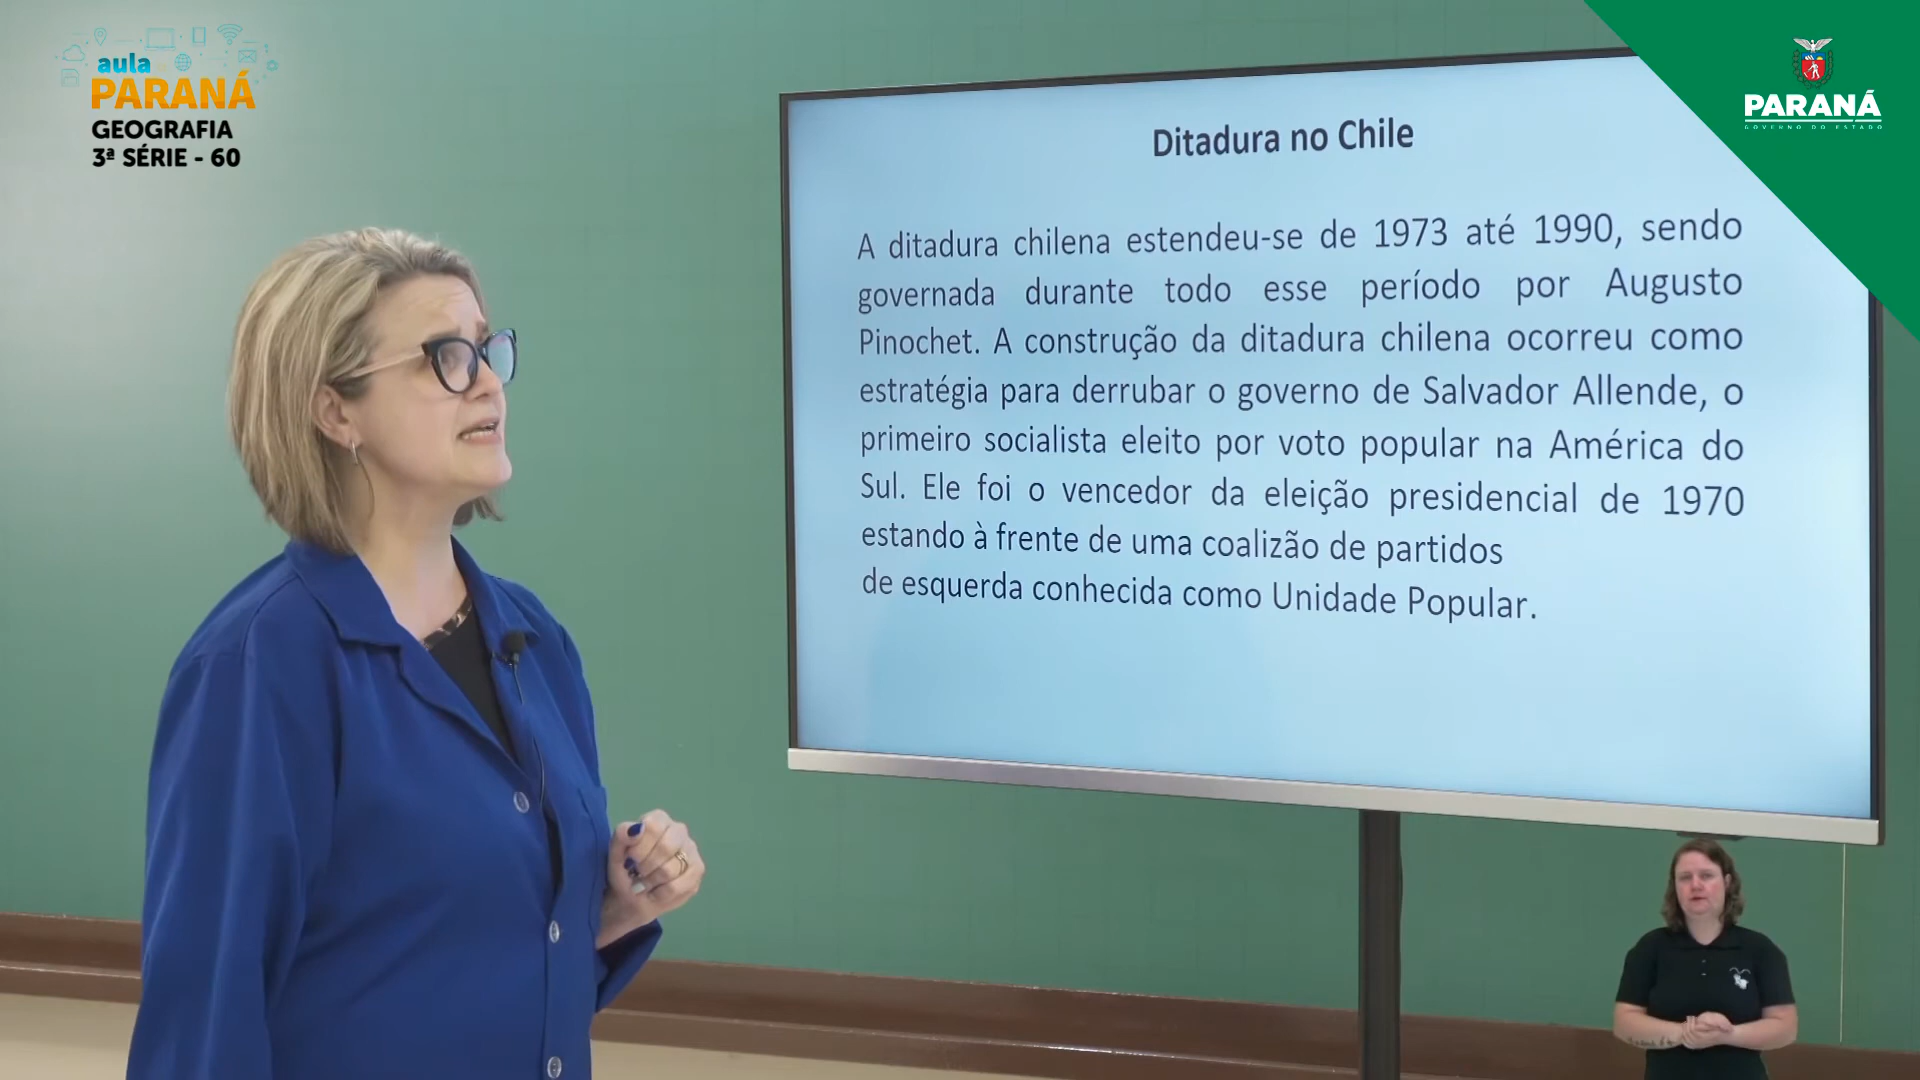 aula
PARANÁ
GEOGRAFIA
3ª SÉRIE - 60
PARANÁ
GOVERNO DO ESTADO
Ditadura no Chile
A ditadura chilena estendeu-se de 1973 até 1990, sendo
governada durante todo esse período por Augusto
Pinochet. A construção da ditadura chilena ocorreu como
estratégia para derrubar o governo de Salvador Allende, o
primeiro socialista eleito por voto popular na América do
Sul. Ele foi o vencedor da eleição presidencial de 1970
estando à frente de uma coalizão de partidos
de esquerda conhecida como Unidade Popular.